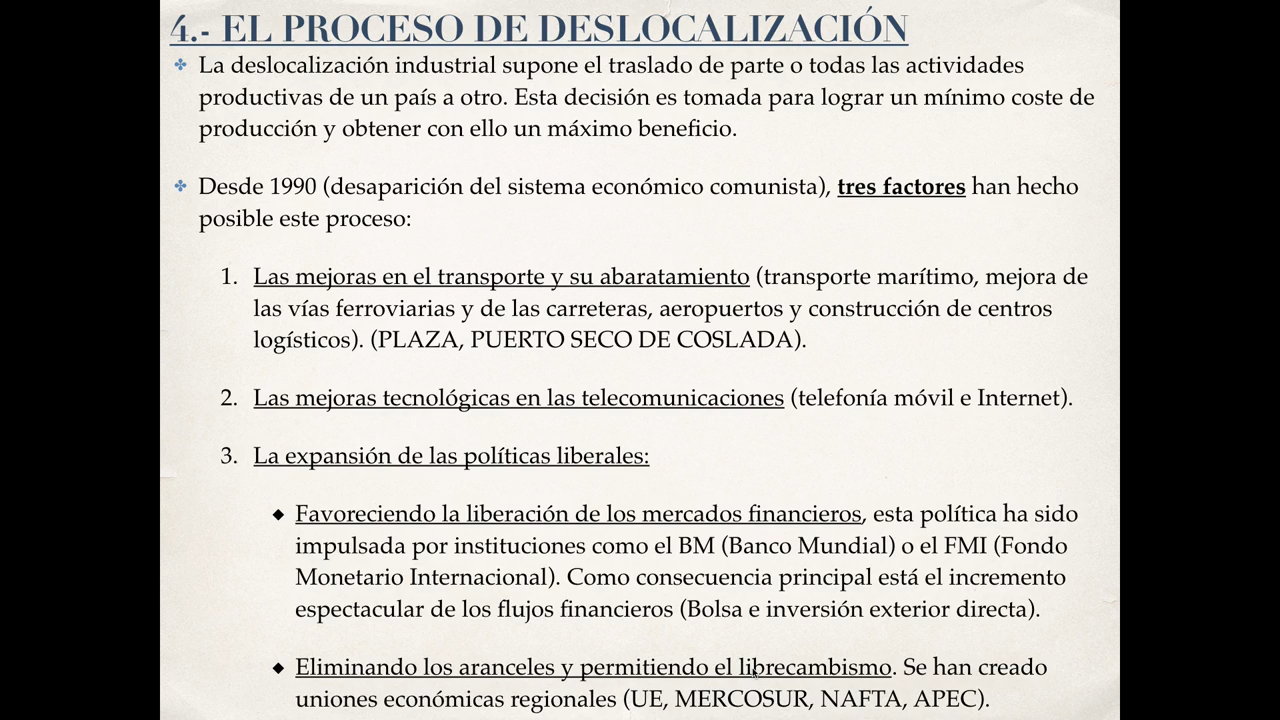 4.- EL PROCESO DE DESLOCALIZACIÓN
La deslocalización industrial supone el traslado de parte o todas las actividades
productivas de un país a otro. Esta decisión es tomada para lograr un mínimo coste de
producción y obtener con ello un máximo beneficio.
Desde 1990 (desaparición del sistema económico comunista), tres factores han hecho
posible este proceso:
1. Las mejoras en el transporte y su abaratamiento (transporte marítimo, mejora de
las vías ferroviarias y de las carreteras, aeropuertos y construcción de centros
logísticos). (PLAZA, PUERTO SECO DE COSLADA).
2. Las mejoras tecnológicas en las telecomunicaciones (telefonía móvil e Internet).
3. La expansión de las políticas liberales:
Favoreciendo la liberación de los mercados financieros, esta política ha sido
impulsada por instituciones como el BM (Banco Mundial) o el FMI (Fondo
Monetario Internacional). Como consecuencia principal está el incremento
espectacular de los flujos financieros (Bolsa e inversión exterior directa).
Eliminando los aranceles y permitiendo el librecambismo. Se han creado
uniones económicas regionales (UE, MERCOSUR, NAFTA, APEC).